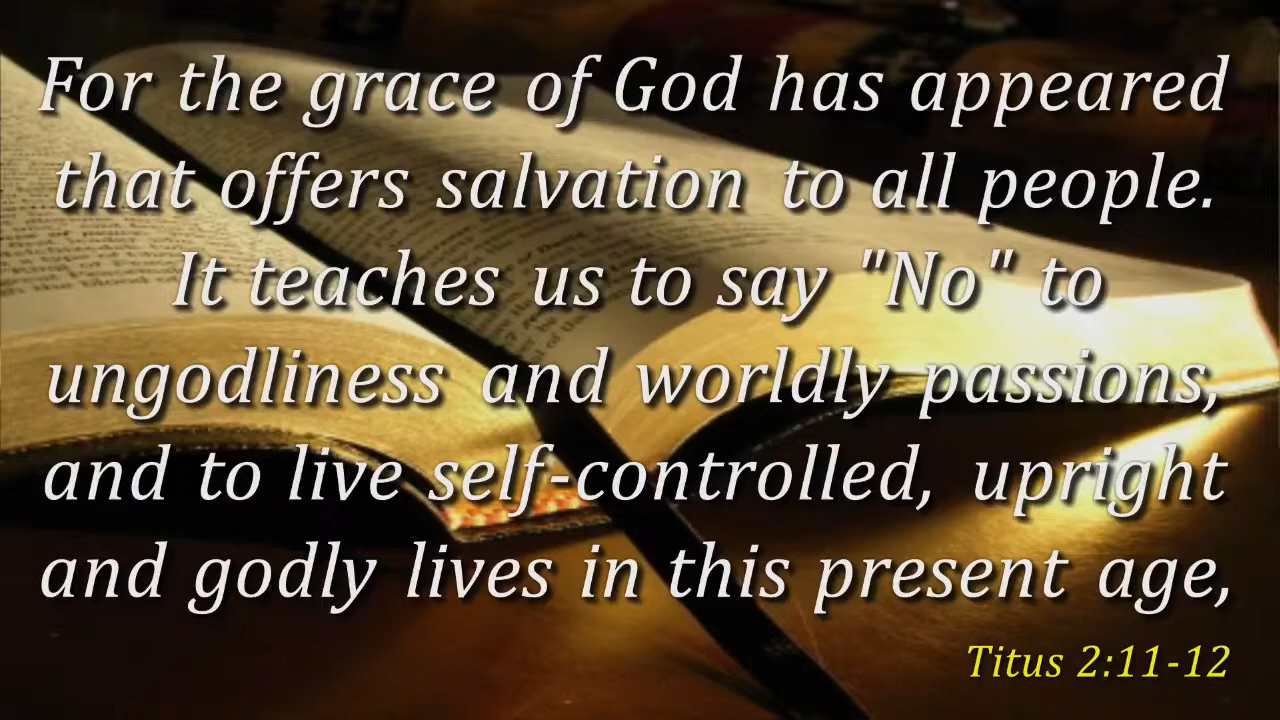 For the grace of God has appeared
that offers salvation to all people.
It teaches us to say "No" to
ungodliness and worldly passions,
and to live self-controlled, upright
and godly lives in this present age,
Titus 2:11-12